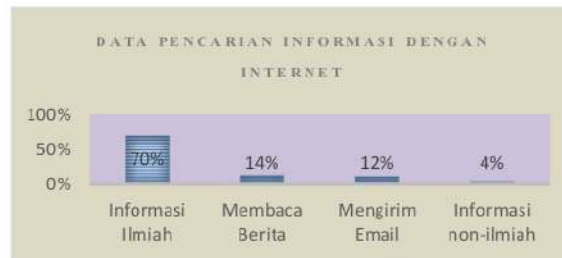 DATA PENCARIAN INFORMASI DENGAN
INTERNET
100%
50%
0%
70%
14%
12%
4%
Informasi
Ilmiah
Membaca
Berita
Mengirim
Email
Informasi
non-ilmiah